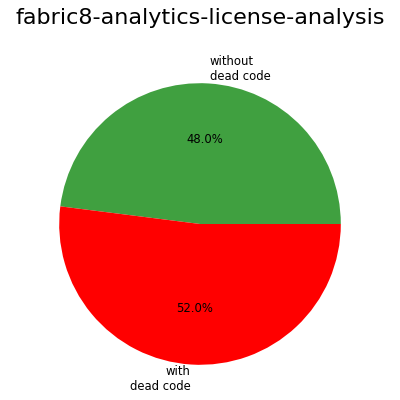 fabric8-analytics-license-analysis
without
dead code
48.0%
52.0%
with
dead code